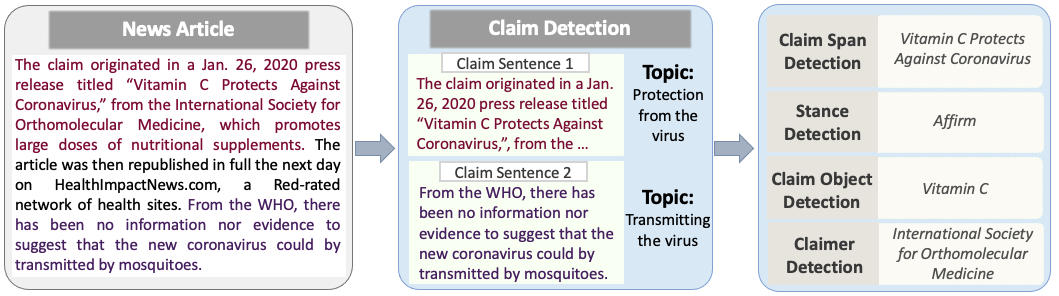 News Article
The claim originated in a Jan. 26, 2020 press
release titled “Vitamin C Protects Against
Coronavirus,” from the International Society for
Orthomolecular Medicine, which promotes
large doses of nutritional supplements. The
article was then republished in full the next day
on HealthImpactNews.com, a Red-rated
network of health sites. From the WHO, there
has been no information nor evidence to
suggest that the new coronavirus could be
transmitted by mosquitoes.
Claim Detection
Claim Sentence 1
The claim originated in a Jan.
26, 2020 press release titled
“Vitamin C Protects Against
Coronavirus,”, from the ...
Topic:
Protection
from the
virus
Claim Sentence 2
From the WHO, there has
been no information nor
evidence to suggest that the
new coronavirus could be
transmitted by mosquitoes.
Topic:
Transmitting
the virus
Claim Span
Detection
Vitamin C Protects
Against Coronavirus
Stance
Detection
Affirm
Claim Object
Detection
Vitamin C
Claimer
Detection
International Society
for Orthomolecular
Medicine